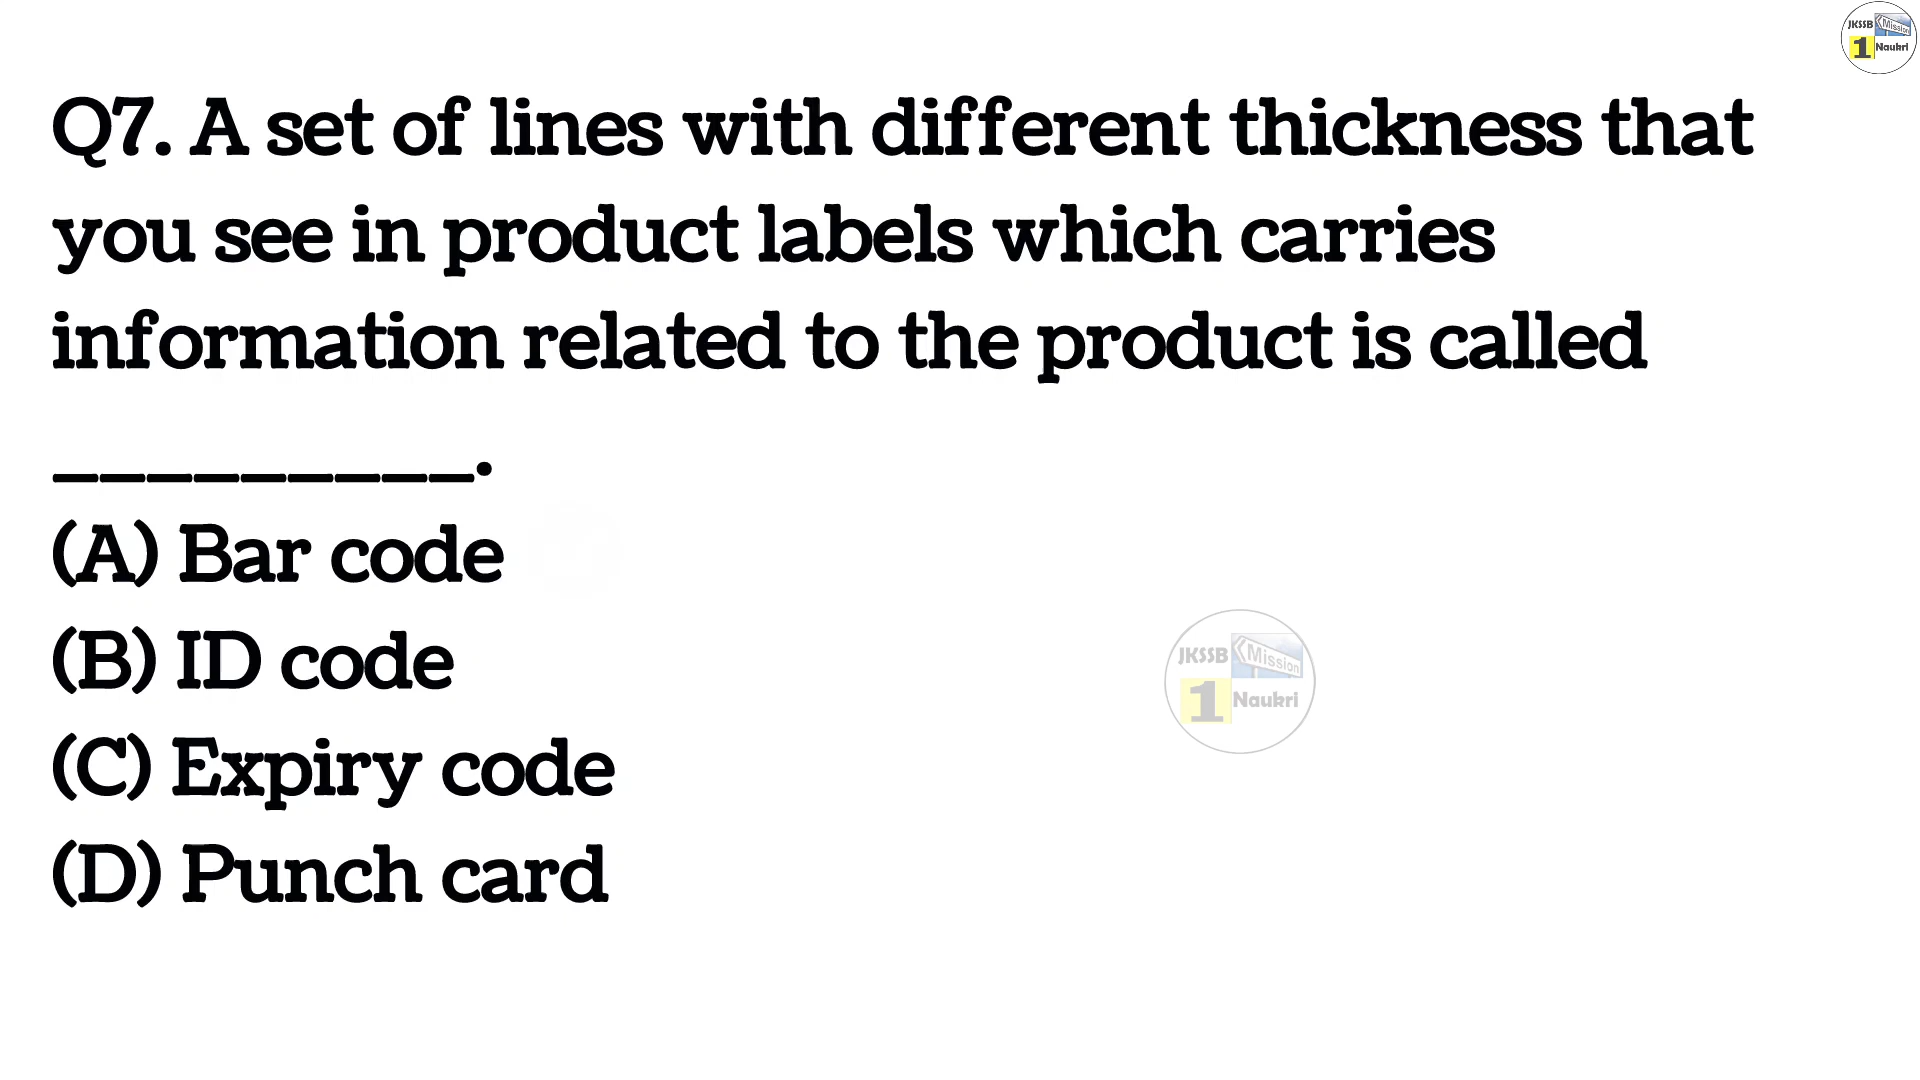 JKSSB Mission
1 Naukri
Q7. A set of lines with different thickness that
you see in product labels which carries
information related to the product is called
_________.
(A) Bar code
(B) ID code
(C) Expiry code
(D) Punch card
JKSSB Mission
1 Naukri